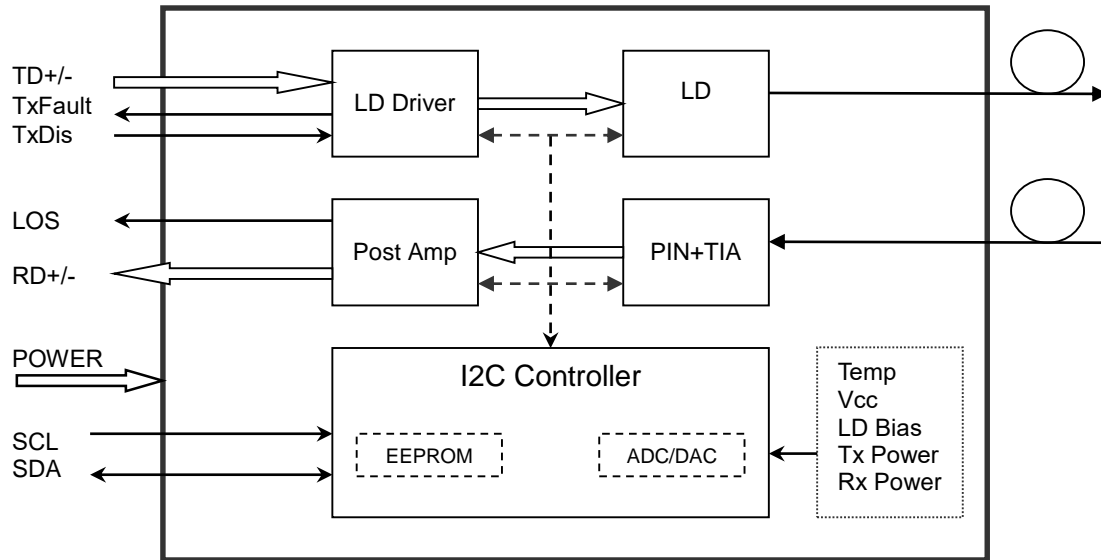 TD+/-
TxFault
TxDis
LD Driver
LD
LOS
RD+/-
Post Amp
PIN+TIA
POWER
SCL
SDA
I2C Controller
EEPROM
ADC/DAC
Temp
Vcc
LD Bias
Tx Power
Rx Power